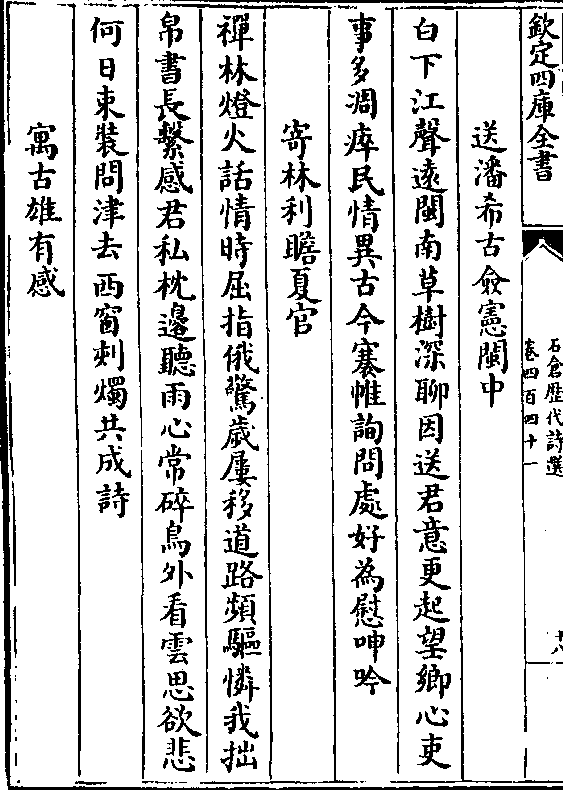 欽定四庫全書
石倉歷代詩選
卷四百四十一
十八
送潘希古僉憲閩中
白下江聲遠閩南草樹深聊因送君意更起望鄉心吏
事多凋瘁民情異古今褰帷詢問處好為慰呻吟
寄林利瞻夏官
禪林燈火話情時屈指俄驚歳屢移道路頻驅憐我拙
帛書長繫感君私枕邊聽雨心常碎鳥外看雲思欲悲
何日束裝問津去西窗刺燭共成詩
寓古雄有感